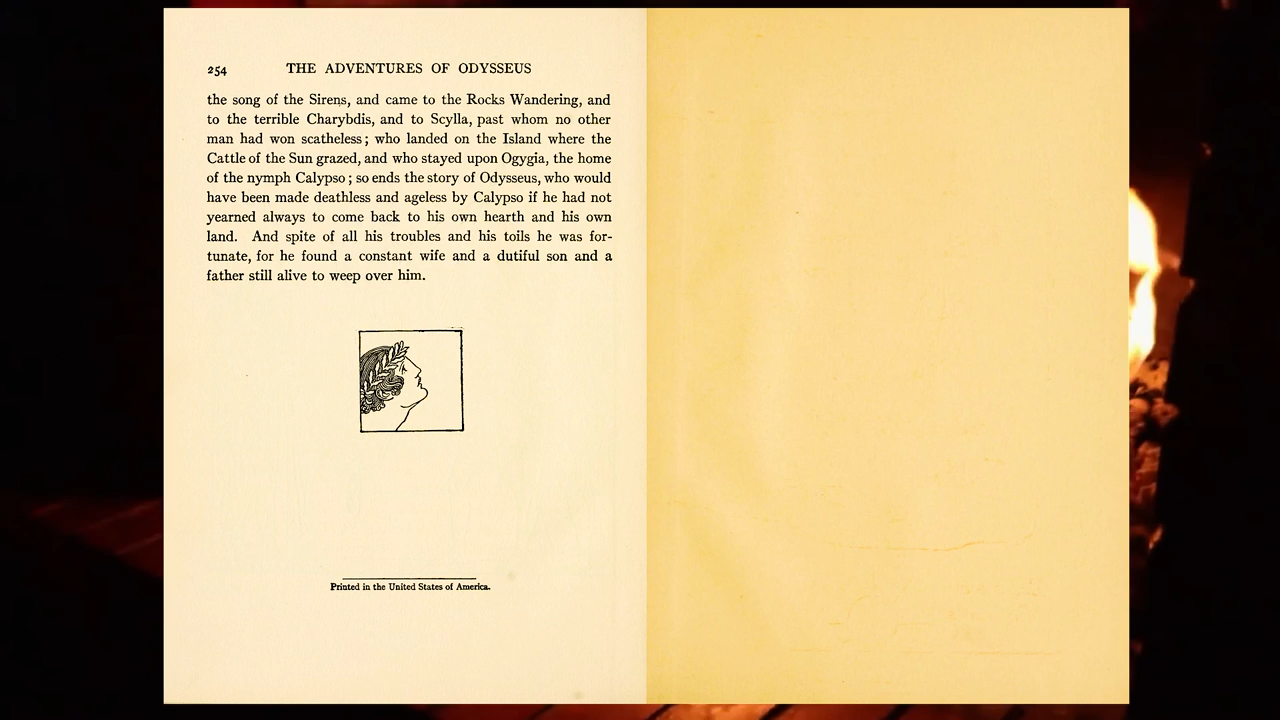 254 THE ADVENTURES OF ODYSSEUS
the song of the Sirens, and came to the Rocks Wandering, and
to the terrible Charybdis, and to Scylla, past whom no other
man had won scatheless; who landed on the Island where the
Cattle of the Sun grazed, and who stayed upon Ogygia, the home
of the nymph Calypso; so ends the story of Odysseus, who would
have been made deathless and ageless by Calypso if he had not
yearned always to come back to his own hearth and his own
land. And spite of all his troubles and his toils he was for-
tunate, for he found a constant wife and a dutiful son and a
father still alive to weep over him.
Printed in the United States of America.